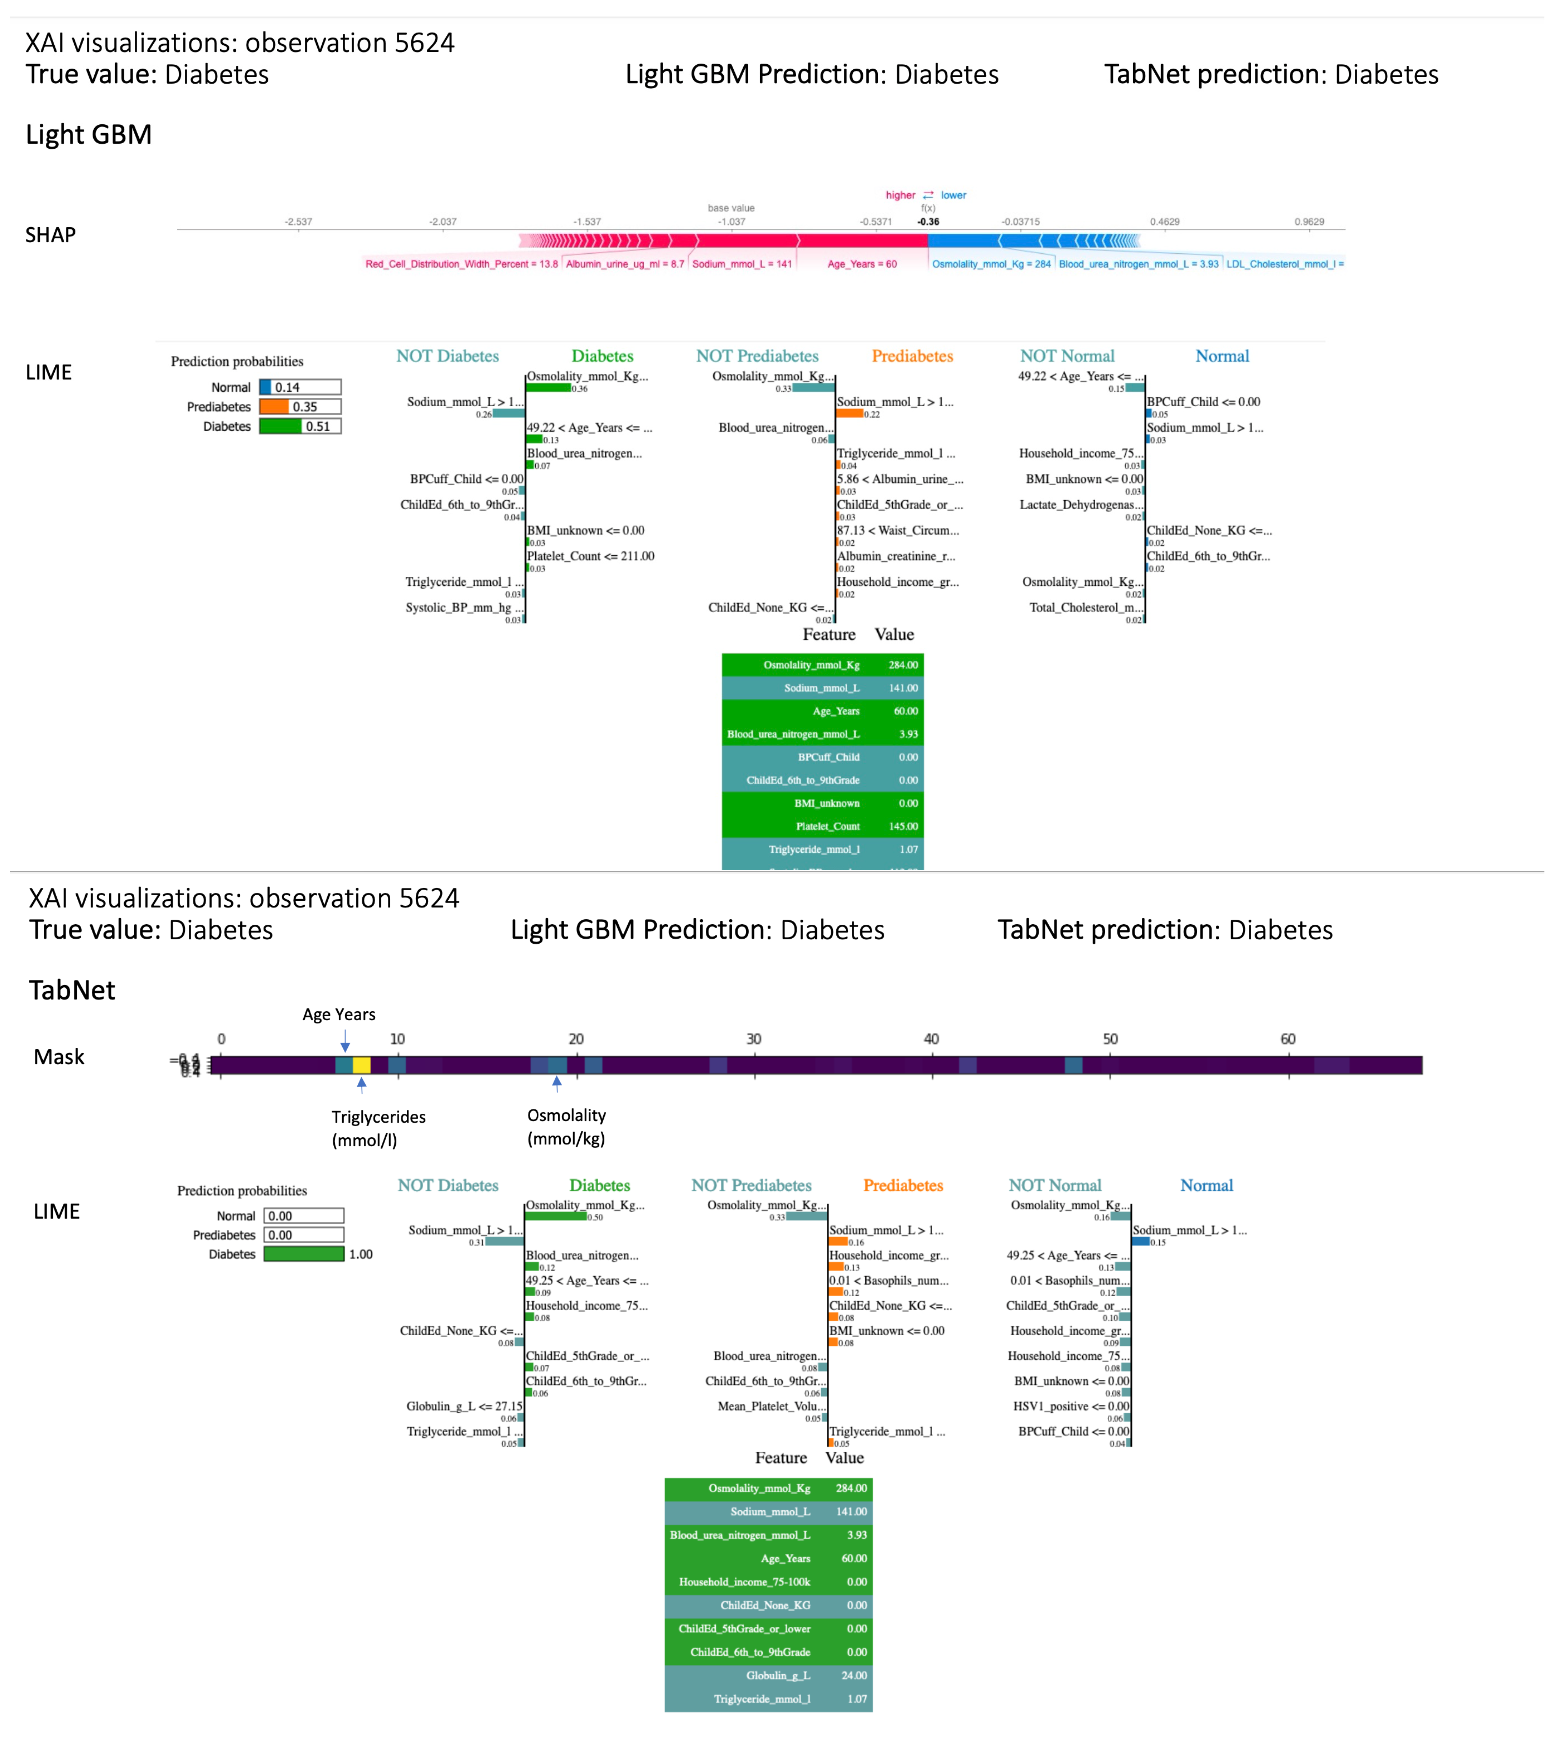 XAI visualizations: observation 5624
True value: Diabetes Light GBM Prediction: Diabetes TabNet prediction: Diabetes
Light GBM
higher lower
base value f(x)
-2.537 -2.037 -1.537 -1.037 -0.5371 -0.36 -0.03715 0.4629 0.9629
SHAP
Red_Cell_Distribution_Width_Percent = 13.8 Albumin_urine_ug_ml = 8.7 Sodium_mmol_L = 141 Age_Years = 60 Osmolality_mmol_Kg = 284 Blood_urea_nitrogen_mmol_L = 3.93 LDL_Cholesterol_mmol_l =
LIME
Prediction probabilities
Normal 0.14
Prediabetes 0.35
Diabetes 0.51
NOT Diabetes Diabetes
Osmolality_mmol_Kg...
0.36
Sodium_mmol_L > 1...
0.26
49.22 < Age_Years <= ...
0.13
Blood_urea_nitrogen...
0.07
BPCuff_Child <= 0.00
0.05
ChildEd_6th_to_9thGr...
0.04
BMI_unknown <= 0.00
0.03
Platelet_Count <= 211.00
0.03
Triglyceride_mmol_l ...
0.03
Systolic_BP_mm_hg ...
0.03
NOT Prediabetes Prediabetes
Osmolality_mmol_Kg...
0.33
Sodium_mmol_L > 1...
0.22
Blood_urea_nitrogen...
0.06
Triglyceride_mmol_l ...
0.04
5.86 < Albumin_urine_...
0.03
ChildEd_5thGrade_or_...
0.03
87.13 < Waist_Circum...
0.02
Albumin_creatinine_r...
0.02
Household_income_gr...
0.02
ChildEd_None_KG <=...
0.02
NOT Normal Normal
49.22 < Age_Years <= ...
0.15
BPCuff_Child <= 0.00
0.05
Sodium_mmol_L > 1...
0.03
Household_income_75...
0.03
BMI_unknown <= 0.00
0.03
Lactate_Dehydrogenas...
0.02
ChildEd_None_KG <=...
0.02
ChildEd_6th_to_9thGr...
0.02
Osmolality_mmol_Kg...
0.02
Total_Cholesterol_m...
0.02
Feature Value
Osmolality_mmol_Kg 284.00
Sodium_mmol_L 141.00
Age_Years 60.00
Blood_urea_nitrogen_mmol_L 3.93
BPCuff_Child 0.00
ChildEd_6th_to_9thGrade 0.00
BMI_unknown 0.00
Platelet_Count 145.00
Triglyceride_mmol_l 1.07
XAI visualizations: observation 5624
True value: Diabetes Light GBM Prediction: Diabetes TabNet prediction: Diabetes
TabNet
Age Years
0 10 20 30 40 50 60
Mask
Triglycerides
(mmol/l)
Osmolality
(mmol/kg)
LIME
Prediction probabilities
Normal 0.00
Prediabetes 0.00
Diabetes 1.00
NOT Diabetes Diabetes
Osmolality_mmol_Kg...
0.50
Sodium_mmol_L > 1...
0.31
Blood_urea_nitrogen...
0.12
49.25 < Age_Years <= ...
0.09
Household_income_75...
0.08
ChildEd_None_KG <=...
0.08
ChildEd_5thGrade_or_...
0.07
ChildEd_6th_to_9thGr...
0.06
Globulin_g_L <= 27.15
0.06
Triglyceride_mmol_l ...
0.05
NOT Prediabetes Prediabetes
Osmolality_mmol_Kg...
0.33
Sodium_mmol_L > 1...
0.16
Household_income_gr...
0.13
0.01 < Basophils_num...
0.12
ChildEd_None_KG <=...
0.08
BMI_unknown <= 0.00
0.08
Blood_urea_nitrogen...
0.08
ChildEd_6th_to_9thGr...
0.06
Mean_Platelet_Volu...
0.05
Triglyceride_mmol_l ...
0.05
NOT Normal Normal
Osmolality_mmol_Kg...
0.16
Sodium_mmol_L > 1...
0.15
49.25 < Age_Years <= ...
0.13
0.01 < Basophils_num...
0.12
ChildEd_5thGrade_or_...
0.10
Household_income_gr...
0.09
Household_income_75...
0.08
BMI_unknown <= 0.00
0.08
HSV1_positive <= 0.00
0.06
BPCuff_Child <= 0.00
0.04
Feature Value
Osmolality_mmol_Kg 284.00
Sodium_mmol_L 141.00
Blood_urea_nitrogen_mmol_L 3.93
Age_Years 60.00
Household_income_75-100k 0.00
ChildEd_None_KG 0.00
ChildEd_5thGrade_or_lower 0.00
ChildEd_6th_to_9thGrade 0.00
Globulin_g_L 24.00
Triglyceride_mmol_l 1.07